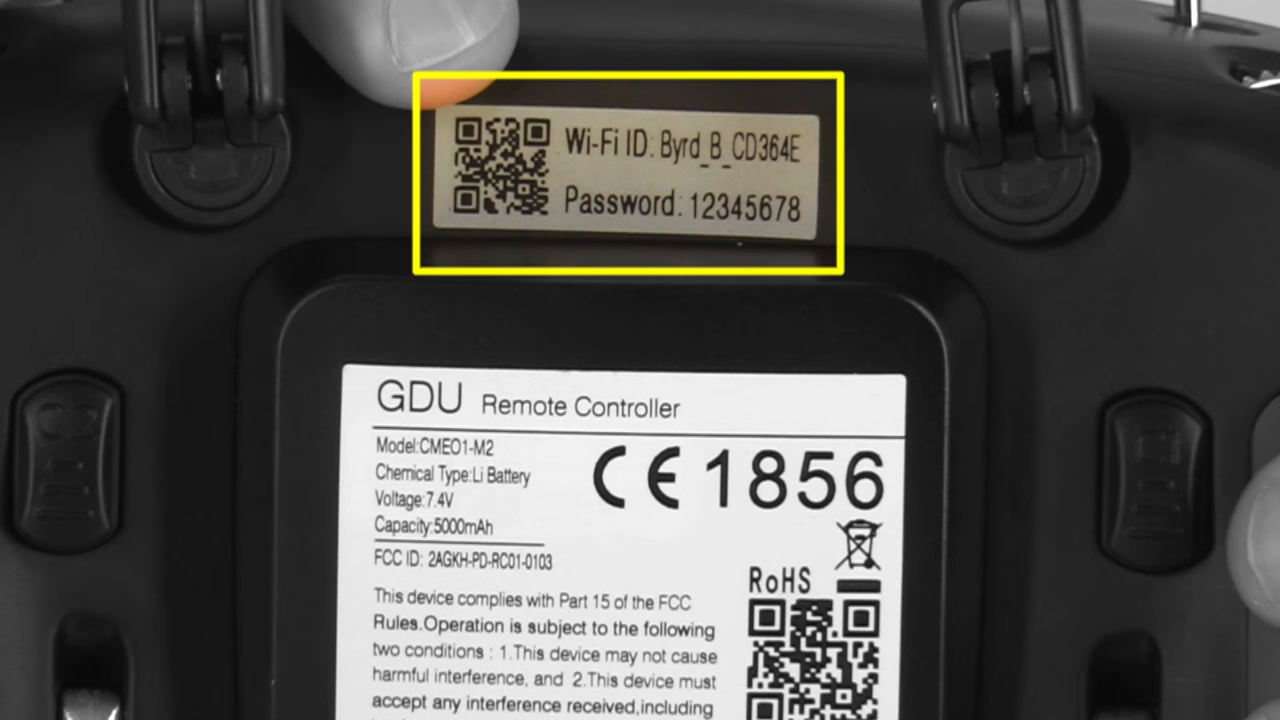 Wi-Fi ID: Byrd_B_CD364E
Password: 12345678
GDU Remote Controller
Model:CME01-M2
Chemical Type:Li Battery
Voltage:7.4V
Capacity:5000mAh
CE 1856
FCC ID: 2AGKH-PD-RC01-0103
RoHS
This device complies with Part 15 of the FCC
Rules.Operation is subject to the following
two conditions : 1.This device may not cause
harmful interference, and 2.This device must
accept any interference received,including